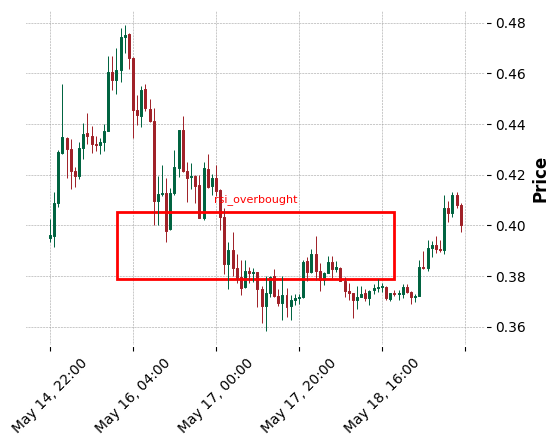 0.48
0.46
0.44
0.42
0.40
0.38
0.36
Price
rsi_overbought
May 14, 22:00
May 16, 04:00
May 17, 00:00
May 17, 20:00
May 18, 16:00